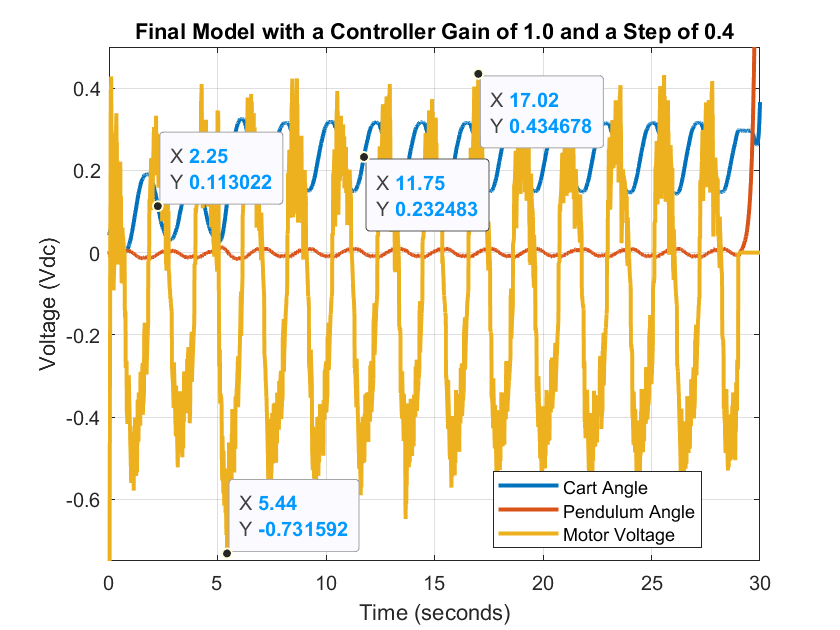 Final Model with a Controller Gain of 1.0 and a Step of 0.4
Voltage (Vdc)
0.4
0.2
0
-0.2
-0.4
-0.6
X 17.02
Y 0.434678
X 2.25
Y 0.113022
X 11.75
Y 0.232483
X 5.44
Y -0.731592
Cart Angle
Pendulum Angle
Motor Voltage
0 5 10 15 20 25 30
Time (seconds)